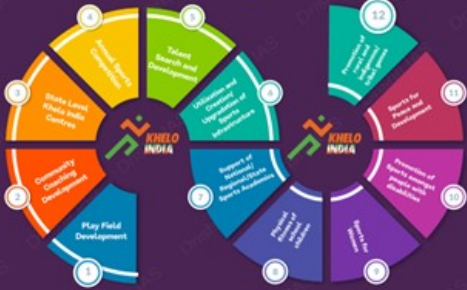 1
Play Field
Development
2
Community
Coaching
Development
3
State Level
Khelo India
Centres
4
Annual Sports
Competition
5
Talent
Search and
Development
6
Utilization and
Creation/
Upgradation of
Sports
Infrastructure
7
Support of
National/
Regional/State
Sports Academies
8
Physical
Fitness of
school
children
9
Sports for
Women
10
Promotion of
Sports amongst
people with
disabilities
11
Sports for
Peace and
Development
12
Promotion of
rural and
indigenous/
tribal games
KHELO
INDIA
KHELO
INDIA